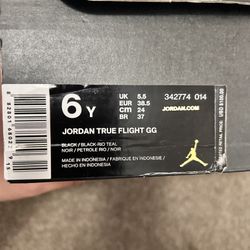 6 Y
UK 5.5
EUR 38.5
cm 24
BR 37
342774 014
JORDAN.COM
JORDAN TRUE FLIGHT GG
BLACK/BLACK-RIO TEAL
NOIR / PETROLE RIO / NOIR
MADE IN INDONESIA / FABRIQUE EN INDONESIE /
HECHO EN INDONESIA